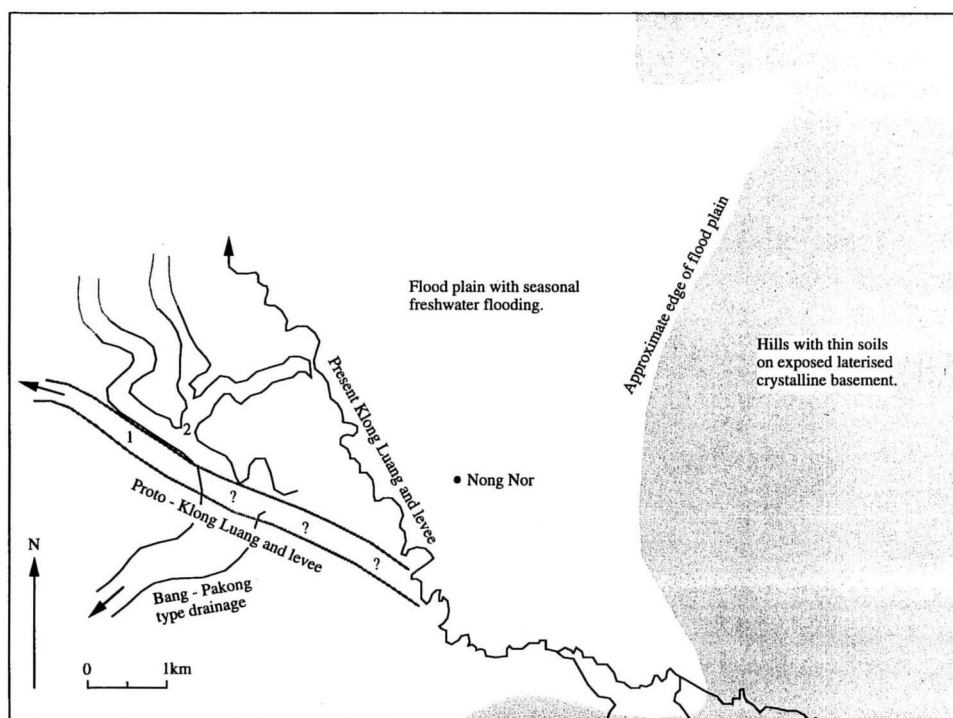 Approximate edge of flood plain
Flood plain with seasonal
freshwater flooding.
Hills with thin soils
on exposed laterised
crystalline basement.
Present Klong Luang and levee
2
1
• Nong Nor
?
?
?
Proto - Klong Luang and levee
N
Bang - Pakong
type drainage
0 1km